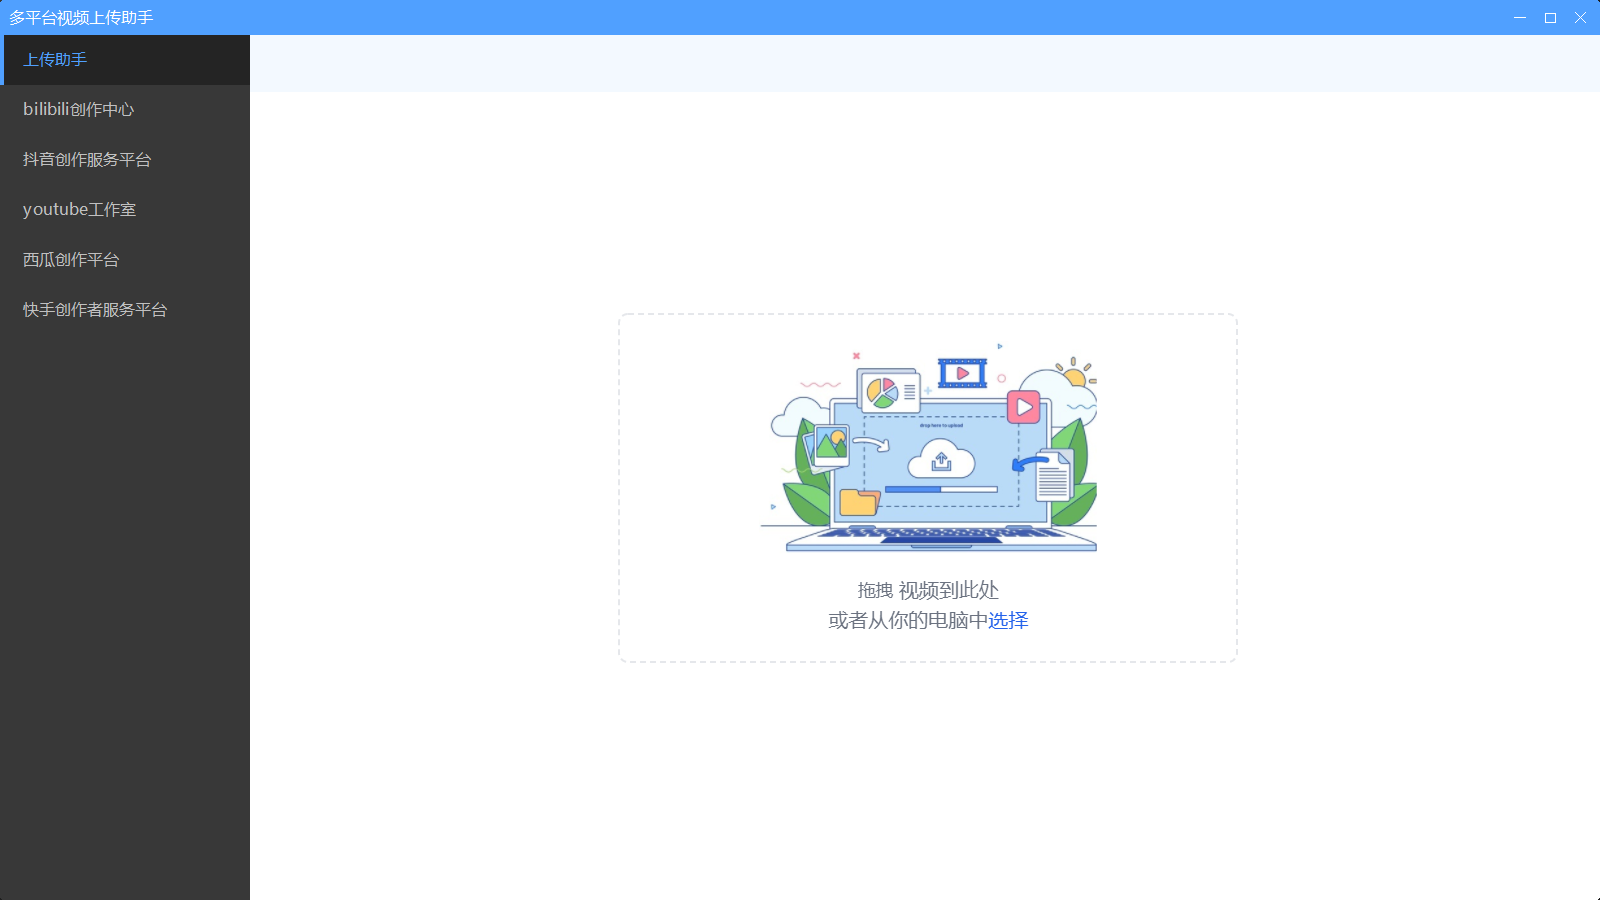 多平台视频上传助手
上传助手
bilibili创作中心
抖音创作服务平台
youtube工作室
西瓜创作平台
快手创作者服务平台
drop here to upload
拖拽 视频到此处
或者从你的电脑中选择